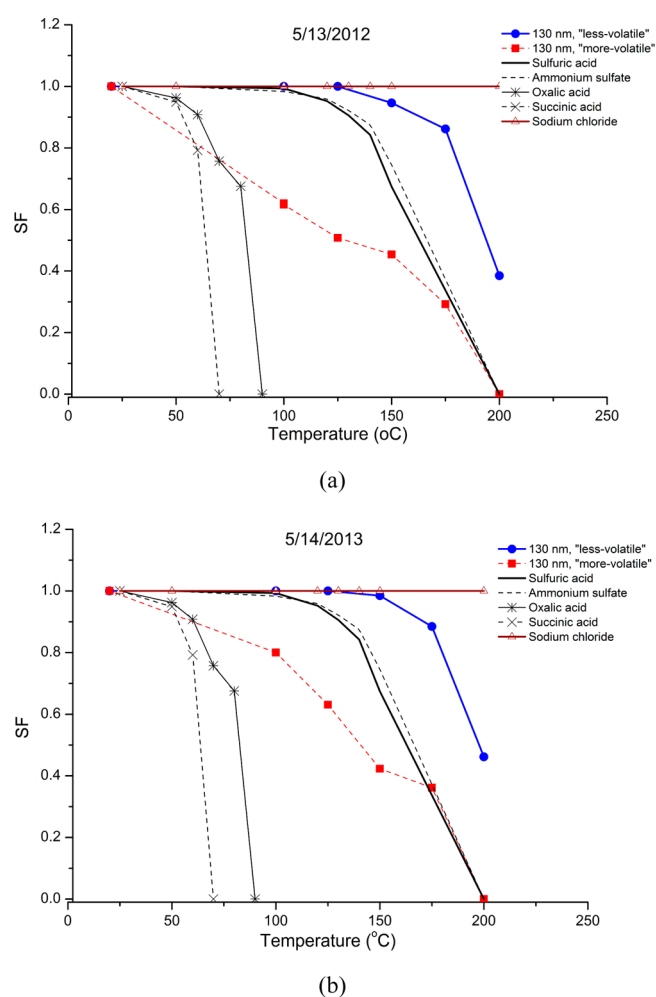 5/13/2012
1.2
1.0
0.8
0.6
0.4
0.2
0.0
SF
130 nm, "less-volatile"
130 nm, "more-volatile"
Sulfuric acid
Ammonium sulfate
Oxalic acid
Succinic acid
Sodium chloride
0 50 100 150 200 250
Temperature (oC)
(a)
5/14/2013
1.2
1.0
0.8
0.6
0.4
0.2
0.0
SF
130 nm, "less-volatile"
130 nm, "more-volatile"
Sulfuric acid
Ammonium sulfate
Oxalic acid
Succinic acid
Sodium chloride
0 50 100 150 200 250
Temperature (°C)
(b)